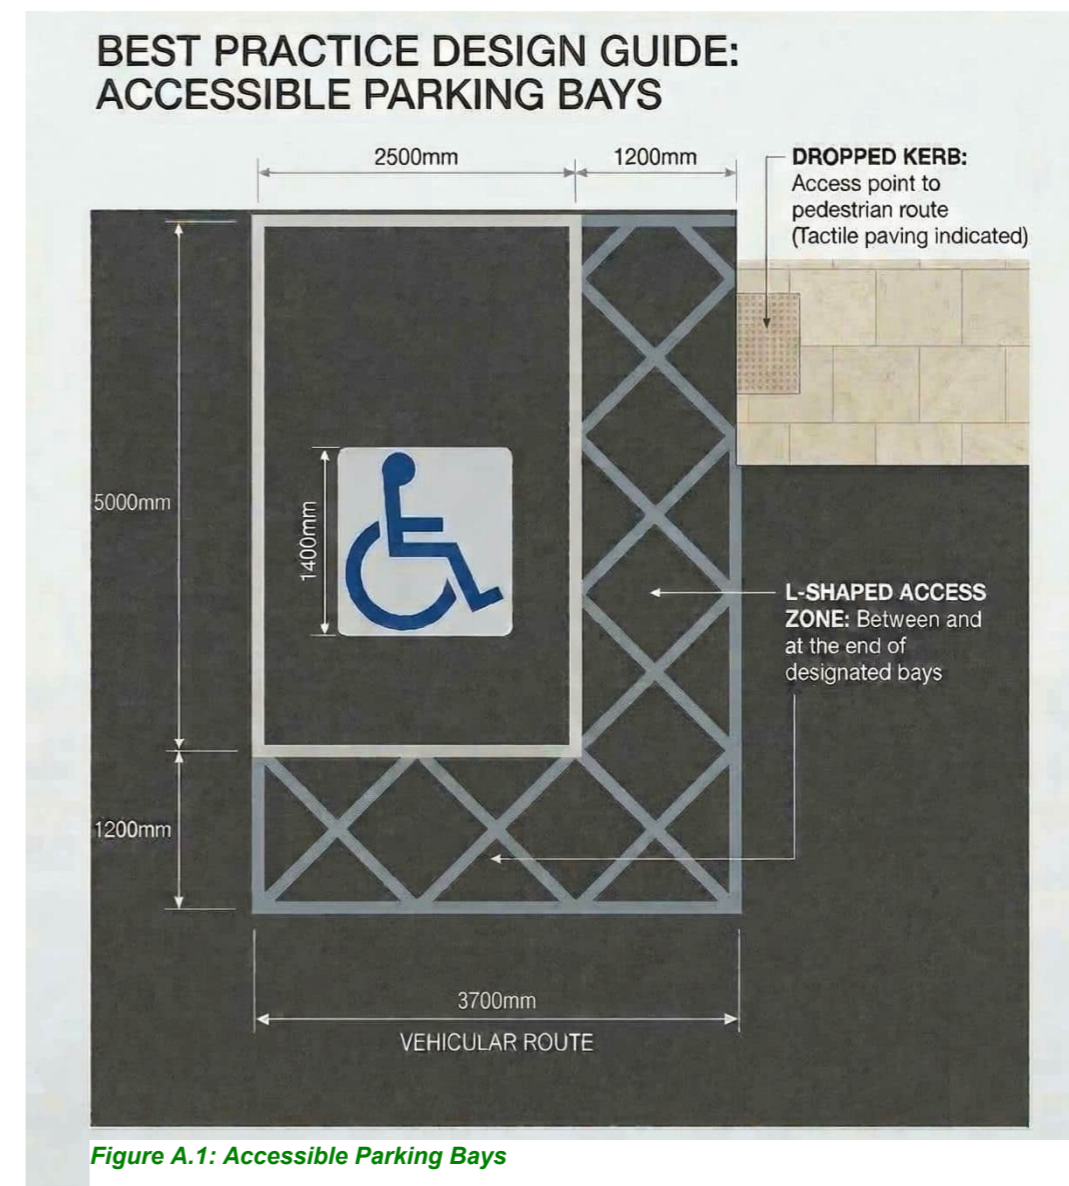 BEST PRACTICE DESIGN GUIDE:
ACCESSIBLE PARKING BAYS
2500mm
1200mm
DROPPED KERB:
Access point to
pedestrian route
(Tactile paving indicated)
5000mm
1400mm
L-SHAPED ACCESS
ZONE: Between and
at the end of
designated bays
1200mm
3700mm
VEHICULAR ROUTE
Figure A.1: Accessible Parking Bays